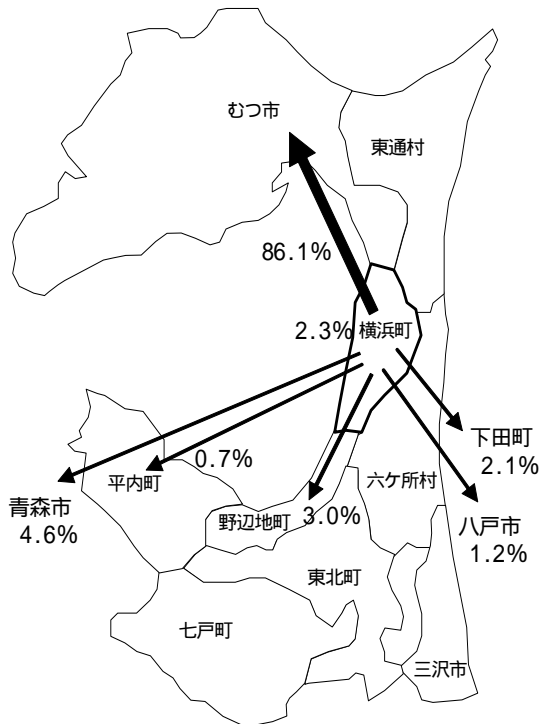 むつ市
東通村
86.1%
2.3%
横浜町
下田町
2.1%
0.7%
平内町
六ケ所村
青森市
4.6%
野辺地町
3.0%
八戸市
1.2%
東北町
七戸町
三沢市